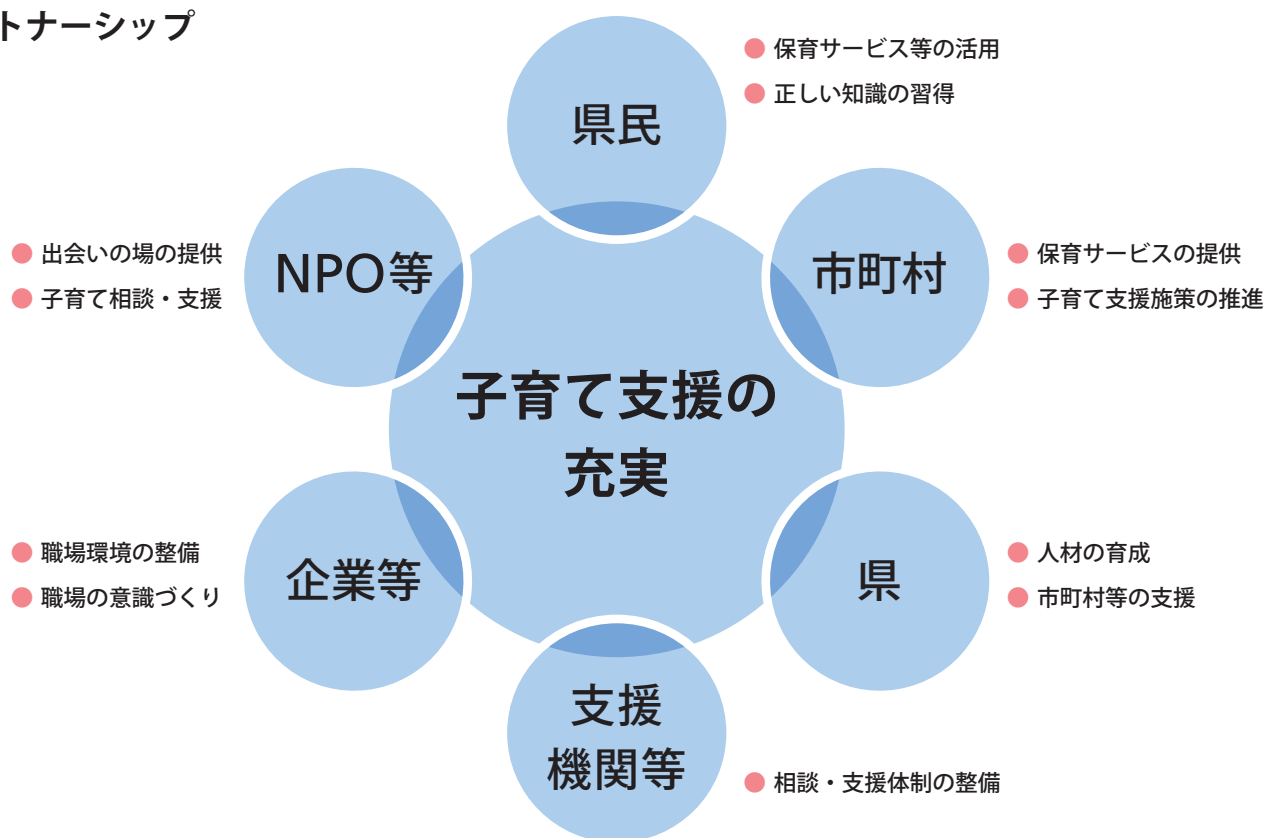 トナーシップ
県民
● 保育サービス等の活用
● 正しい知識の習得
市町村
● 保育サービスの提供
● 子育て支援施策の推進
県
● 人材の育成
● 市町村等の支援
支援
機関等
● 相談・支援体制の整備
企業等
● 職場環境の整備
● 職場の意識づくり
NPO等
● 出会いの場の提供
● 子育て相談・支援
子育て支援の
充実